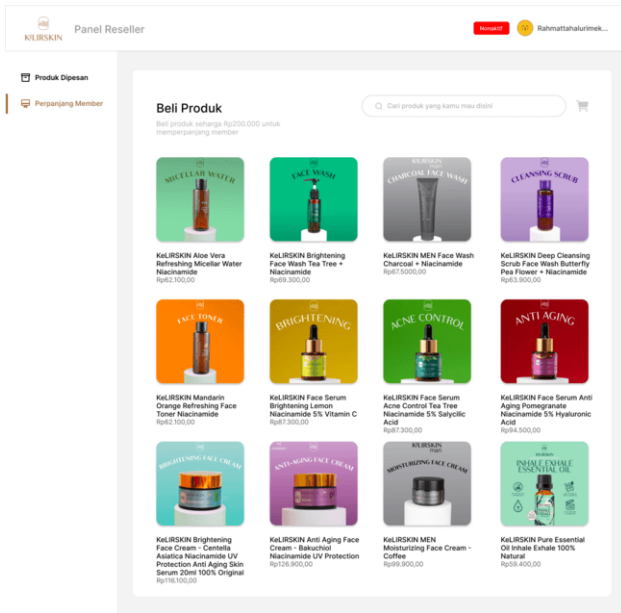 KELIRSKIN
Panel Reseller
Nonaktif
Rahmattahalurimek...
Produk Dipesan
Perpanjang Member
Beli Produk
Beli produk seharga Rp200.000 untuk
memperpanjang member
Cari produk yang kamu mau disini
MICELLAR WATER
FACE WASH
KELIRSKIN
men
CHARCOAL FACE WASH
CLEANSING SCRUB
KeLIRSKIN Aloe Vera
Refreshing Micellar Water
Niacinamide
Rp62.100,00
KeLIRSKIN Brightening
Face Wash Tea Tree +
Niacinamide
Rp69.300,00
KeLIRSKIN MEN Face Wash
Charcoal + Niacinamide
Rp67.5000,00
KeLIRSKIN Deep Cleansing
Scrub Face Wash Butterfly
Pea Flower + Niacinamide
Rp63.900,00
FACE TONER
BRIGHTENING
ACNE CONTROL
ANTI AGING
KeLIRSKIN Mandarin
Orange Refreshing Face
Toner Niacinamide
Rp62.100,00
KeLIRSKIN Face Serum
Brightening Lemon
Niacinamide 5% Vitamin C
Rp87.300,00
KeLIRSKIN Face Serum
Acne Control Tea Tree
Niacinamide 5% Salycilic
Acid
Rp87.300,00
KeLIRSKIN Face Serum Anti
Aging Pomegranate
Niacinamide 5% Hyaluronic
Acid
Rp94.500,00
BRIGHTENING FACE CREAM
ANTI-AGING FACE CREAM
KELIRSKIN
men
MOISTURIZING FACE CREAM
KELIRSKIN
INHALE EXHALE
ESSENTIAL OIL
KeLIRSKIN Brightening
Face Cream - Centella
Asiatica Niacinamide UV
Protection Anti Aging Skin
Serum 20ml 100% Original
Rp118.100,00
KeLIRSKIN Anti Aging Face
Cream - Bakuchiol
Niacinamide UV Protection
Rp126.900,00
KeLIRSKIN MEN
Moisturizing Face Cream -
Coffee
Rp99.900,00
KeLIRSKIN Pure Essential
Oil Inhale Exhale 100%
Natural
Rp59.400,00